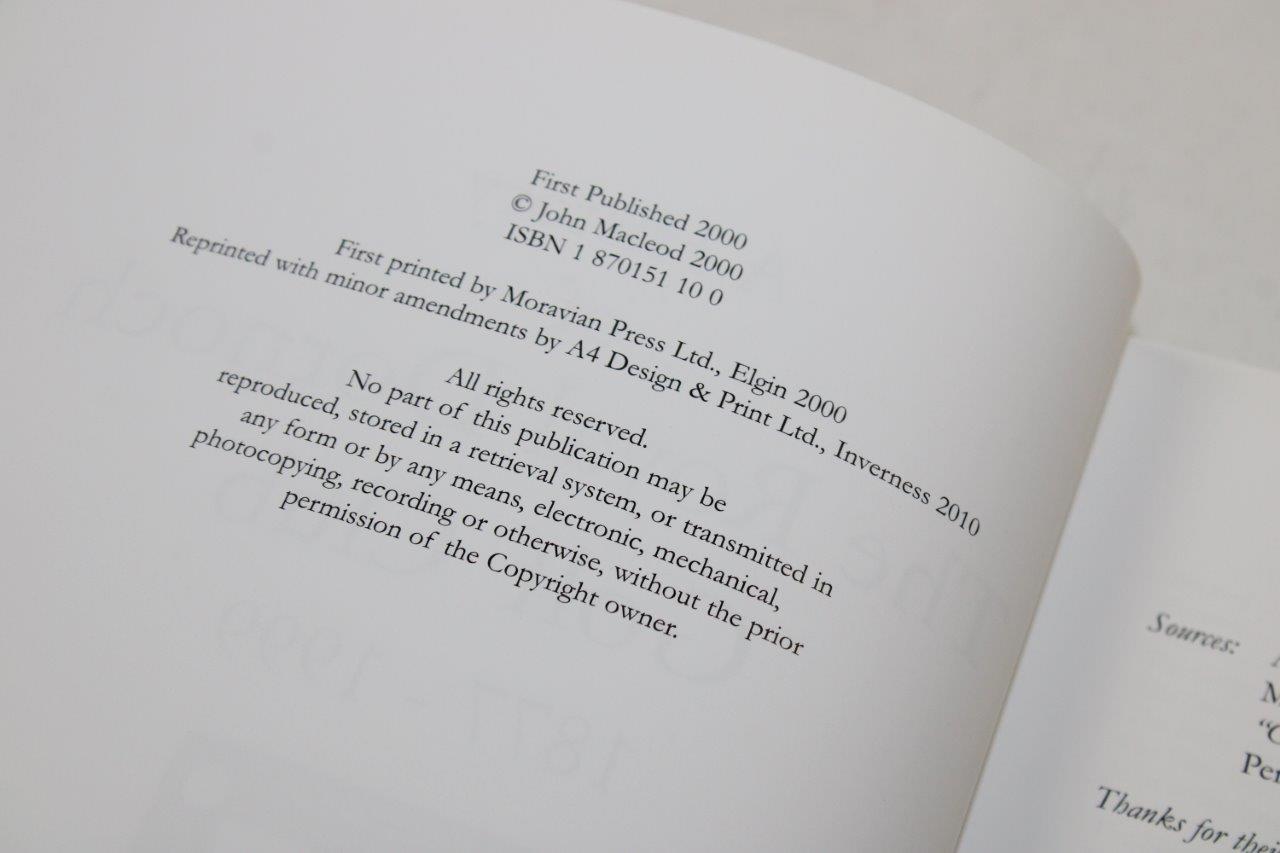 First Published 2000
© John Macleod 2000
ISBN 1 870151 10 0
First printed by Moravian Press Ltd., Elgin 2000
Reprinted with minor amendments by A4 Design & Print Ltd., Inverness 2010
All rights reserved.
No part of this publication may be
reproduced, stored in a retrieval system, or transmitted in
any form or by any means, electronic, mechanical,
photocopying, recording or otherwise, without the prior
permission of the Copyright owner.
Sources:
Thanks for their